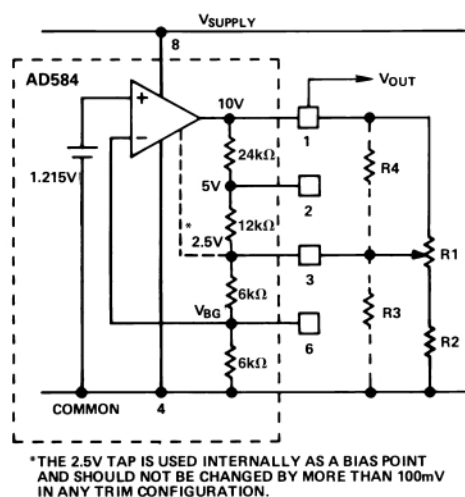 VSUPPLY
8
AD584
VOUT
10V
+
1
–
24kΩ
R4
1.215V
5V
2
12kΩ
*
2.5V
3
R1
6kΩ
VBG
R3
6
R2
6kΩ
COMMON
4
*THE 2.5V TAP IS USED INTERNALLY AS A BIAS POINT
AND SHOULD NOT BE CHANGED BY MORE THAN 100mV
IN ANY TRIM CONFIGURATION.